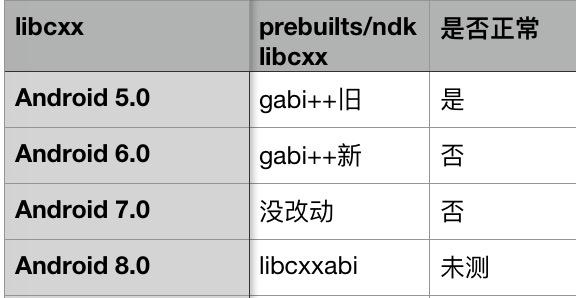 libcxx
prebuilts/ndk
libcxx
是否正常
Android 5.0
gabi++旧
是
Android 6.0
gabi++新
否
Android 7.0
没改动
否
Android 8.0
libcxxabi
未测